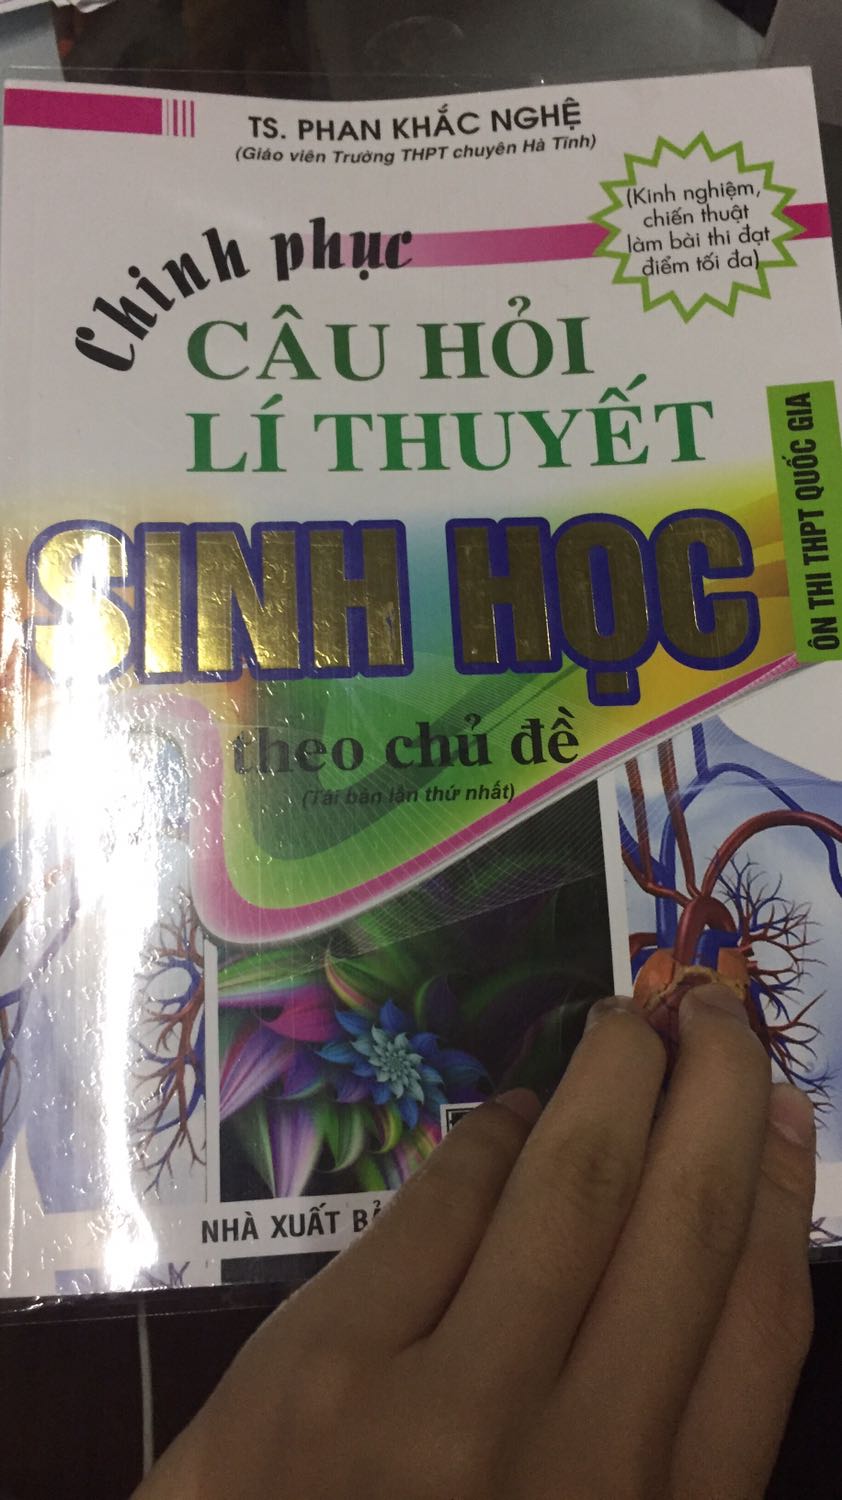 TS. PHAN KHẮC NGHỆ
(Giáo viên Trường THPT chuyên Hà Tĩnh)
(Kinh nghiệm,
chiến thuật
làm bài thi đạt
điểm tối đa)
Chinh phục
CÂU HỎI
LÍ THUYẾT
ÔN THI THPT QUỐC GIA
SINH HỌC
theo chủ đề
(Tái bản lần thứ nhất)
NHÀ XUẤT